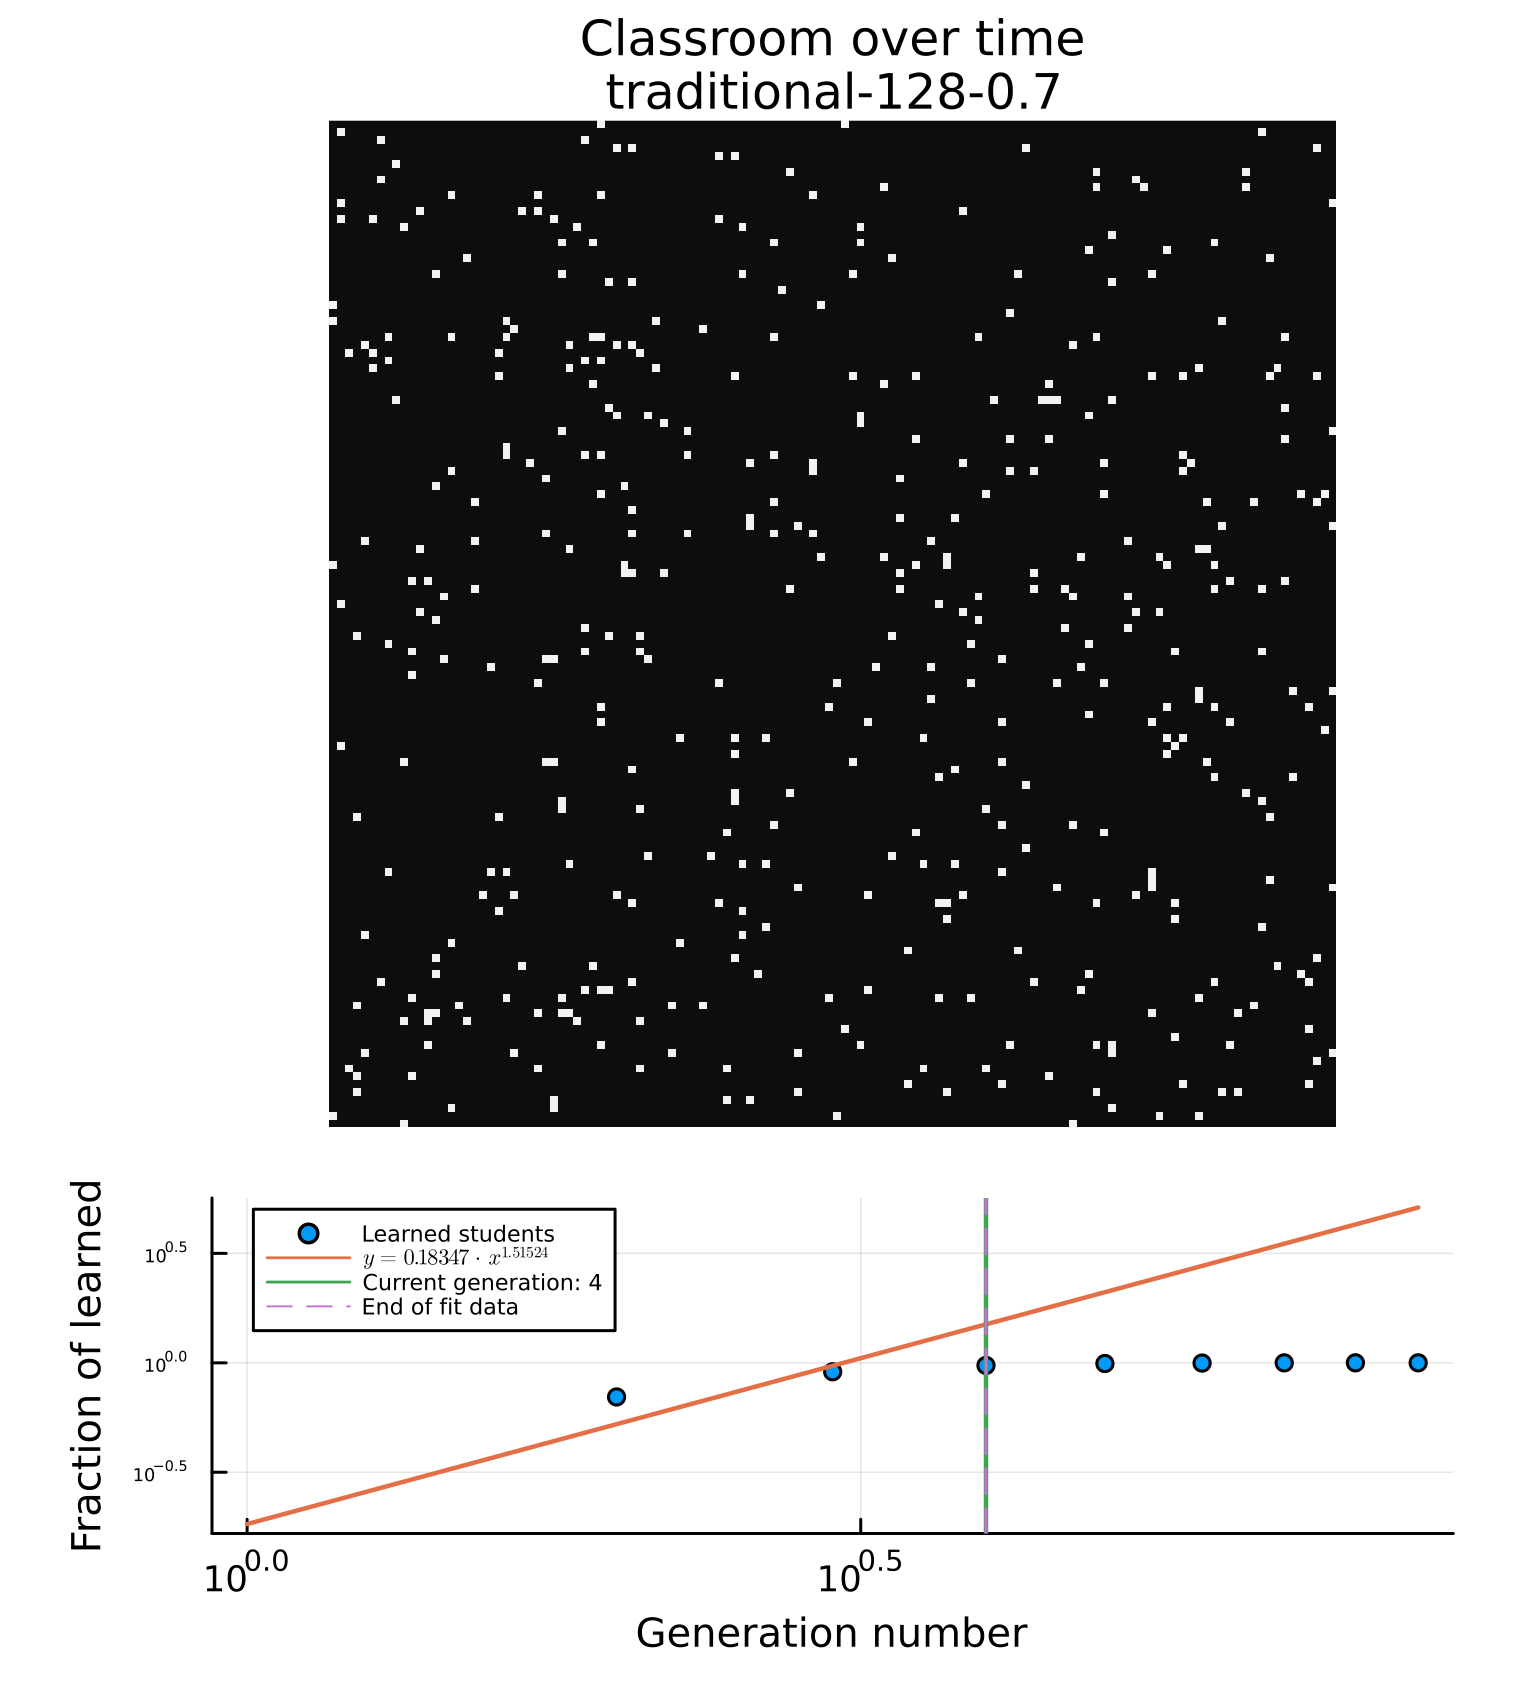 Classroom over time
traditional-128-0.7
Fraction of learned
10^0.5
10^0.0
10^−0.5
Learned students
y = 0.18347 · x^1.51524
Current generation: 4
End of fit data
10^0.0
10^0.5
Generation number